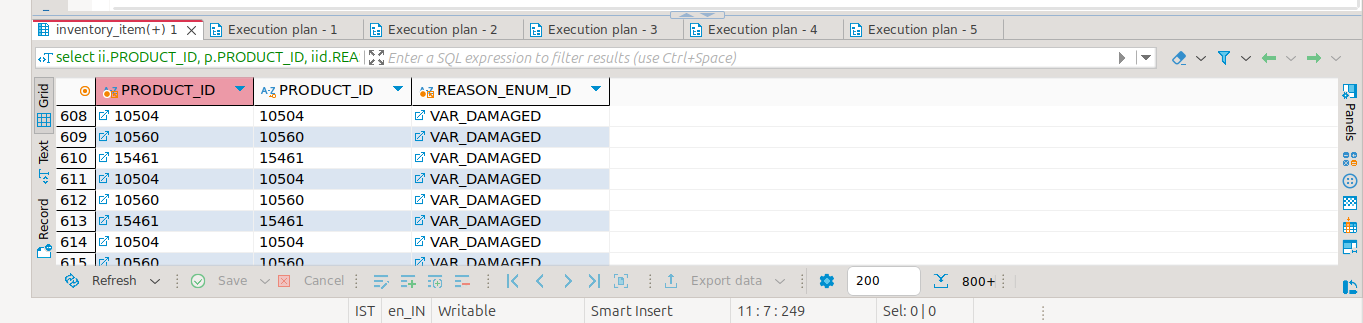 inventory_item(+) 1 Execution plan - 1 Execution plan - 2 Execution plan - 3 Execution plan - 4 Execution plan - 5
select ii.PRODUCT_ID, p.PRODUCT_ID, iid.REA Enter a SQL expression to filter results (use Ctrl+Space)
Grid
Text
Record
PRODUCT_ID PRODUCT_ID REASON_ENUM_ID
608 10504 10504 VAR_DAMAGED
609 10560 10560 VAR_DAMAGED
610 15461 15461 VAR_DAMAGED
611 10504 10504 VAR_DAMAGED
612 10560 10560 VAR_DAMAGED
613 15461 15461 VAR_DAMAGED
614 10504 10504 VAR_DAMAGED
615 10560 10560 VAR_DAMAGED
Panels
Refresh Save Cancel Export data 200 800+
IST en_IN Writable Smart Insert 11 : 7 : 249 Sel: 0 | 0